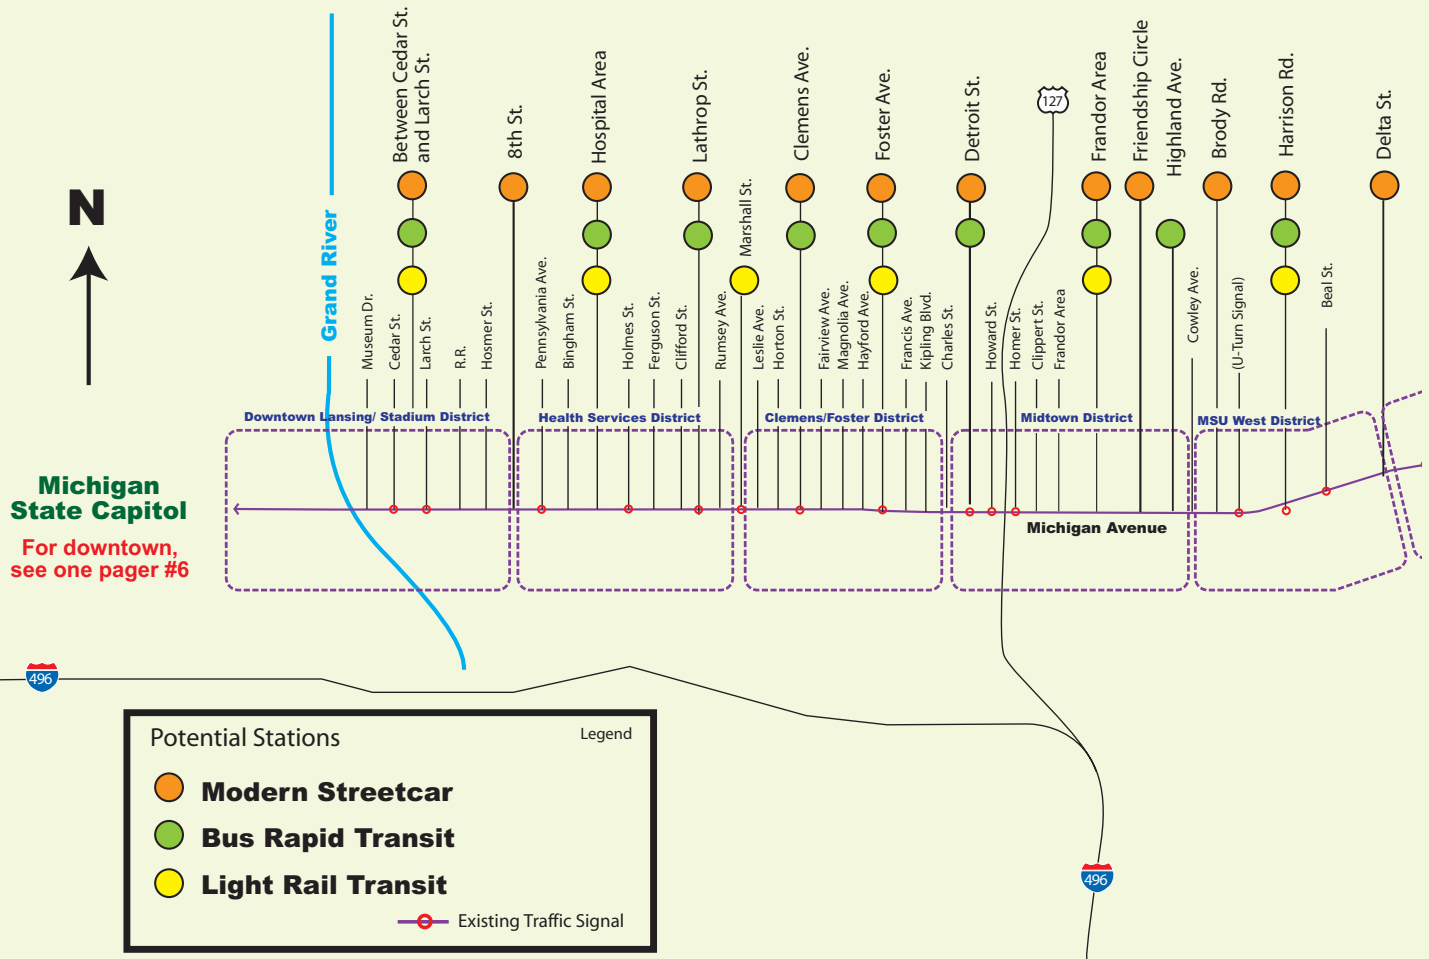 Between Cedar St.
and Larch St.
8th St.
Hospital Area
Lathrop St.
Clemens Ave.
Foster Ave.
Detroit St.
127
Frandor Area
Friendship Circle
Highland Ave.
Brody Rd.
Harrison Rd.
Delta St.
N
Grand River
Museum Dr.
Cedar St.
Larch St.
R.R.
Hosmer St.
Pennsylvania Ave.
Bingham St.
Holmes St.
Ferguson St.
Clifford St.
Rumsey Ave.
Marshall St.
Leslie Ave.
Horton St.
Fairview Ave.
Magnolia Ave.
Hayford Ave.
Francis Ave.
Kipling Blvd.
Charles St.
Howard St.
Homer St.
Clippert St.
Frandor Area
Cowley Ave.
(U-Turn Signal)
Beal St.
Downtown Lansing/ Stadium District
Health Services District
Clemens/Foster District
Midtown District
MSU West District
Michigan
State Capitol
For downtown,
see one pager #6
Michigan Avenue
496
Potential Stations
Legend
Modern Streetcar
Bus Rapid Transit
Light Rail Transit
Existing Traffic Signal
496